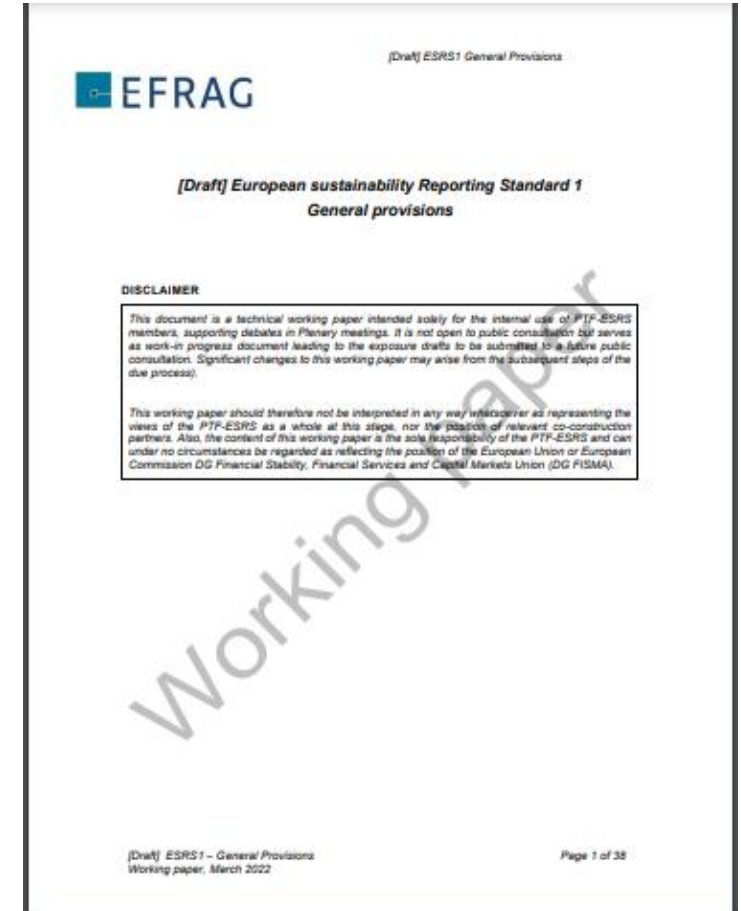 [Draft] ESRS1 General Provisions
EFRAG
[Draft] European sustainability Reporting Standard 1
General provisions
DISCLAIMER
This document is a technical working paper intended solely for the internal use of PTF-ESRS
members, supporting debates in Plenary meetings. It is not open to public consultation but serves
as work-in progress document leading to the exposure drafts to be submitted to a future public
consultation. Significant changes to this working paper may arise from the subsequent steps of the
due process).
This working paper should therefore not be interpreted in any way whatsoever as representing the
views of the PTF-ESRS as a whole at this stage, nor the position of relevant co-construction
partners. Also, the content of this working paper is the sole responsibility of the PTF-ESRS and can
under no circumstances be regarded as reflecting the position of the European Union or European
Commission DG Financial Stability, Financial Services and Capital Markets Union (DG FISMA).
Working paper
[Draft] ESRS1 – General Provisions
Working paper, March 2022
Page 1 of 38